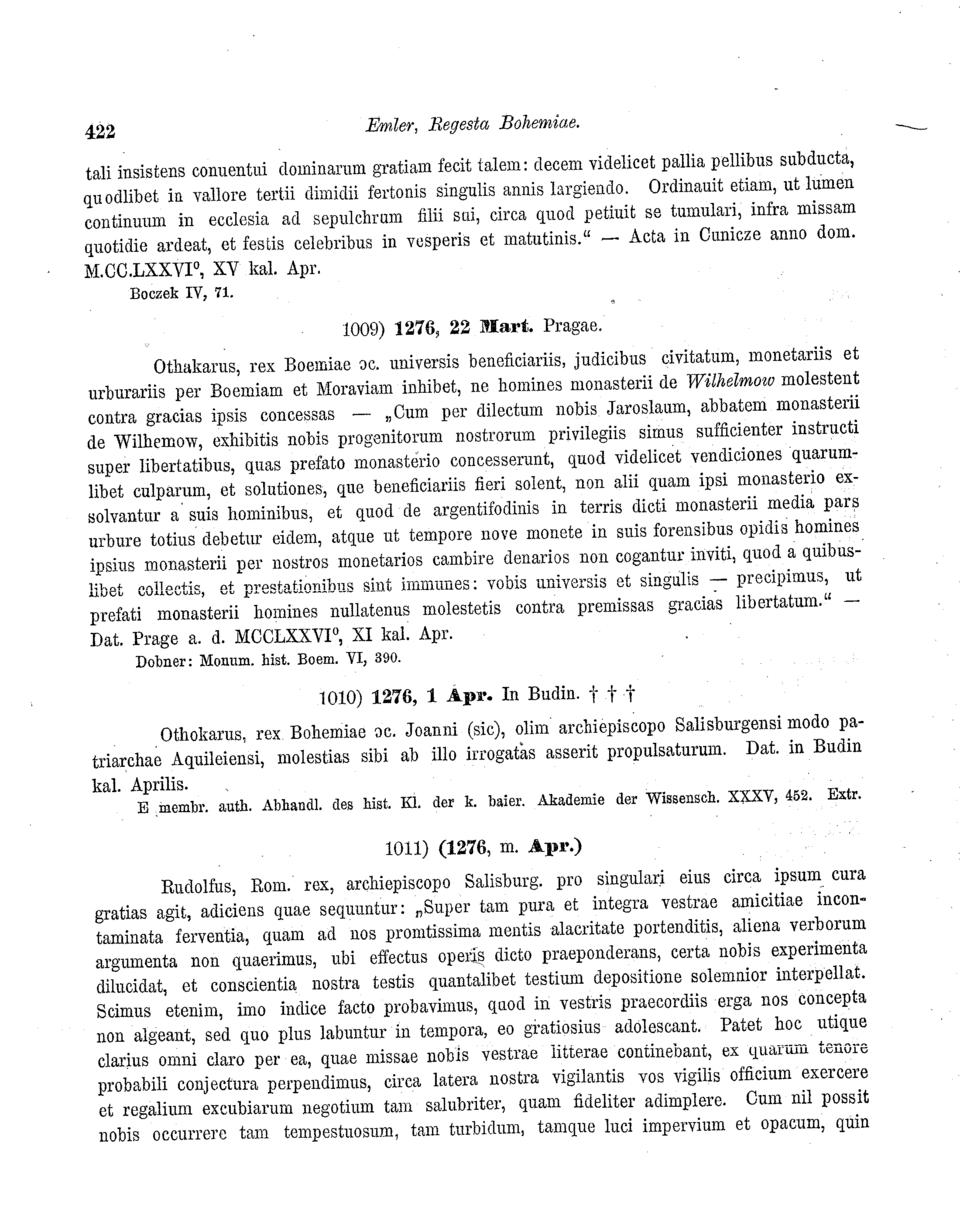 422
Emler, Regesta Bohemiae.
tali insistens conuentui dominarum gratiam fecit talem: decem videlicet pallia pellibus subducta,
quodlibet in vallore tertii dimidii fertonis singulis annis largiendo. Ordinauit etiam, ut lumen
continuum in ecclesia ad sepulchrum filii sui, circa quod petiuit se tumulari, infra missam
quotidie ardeat, et festis celebribus in vesperis et matutinis.“ — Acta in Cunicze anno dom.
M.CC.LXXVI⁰, XV kal. Apr.
Boczek IV, 71.
1009) 1276, 22 Mart. Pragae.
Othakarus, rex Boemiae ɔc. universis beneficiariis, judicibus civitatum, monetariis et
urburariis per Boemiam et Moraviam inhibet, ne homines monasterii de Wilhelmow molestent
contra gracias ipsis concessas — „Cum per dilectum nobis Jaroslaum, abbatem monasterii
de Wilhemow, exhibitis nobis progenitorum nostrorum privilegiis simus sufficienter instructi
super libertatibus, quas prefato monasterio concesserunt, quod videlicet vendiciones quarum-
libet culparum, et solutiones, que beneficiariis fieri solent, non alii quam ipsi monasterio ex-
solvantur a suis hominibus, et quod de argentifodinis in terris dicti monasterii media pars
urbure totius debetur eidem, atque ut tempore nove monete in suis forensibus opidis homines
ipsius monasterii per nostros monetarios cambire denarios non cogantur inviti, quod a quibus-
libet collectis, et prestationibus sint immunes: vobis universis et singulis — precipimus, ut
prefati monasterii homines nullatenus molestetis contra premissas gracias libertatum.“ —
Dat. Prage a. d. MCCLXXVI⁰, XI kal. Apr.
Dobner: Monum. hist. Boem. VI, 390.
1010) 1276, 1 Apr. In Budin. † † †
Othokarus, rex Bohemiae ɔc. Joanni (sic), olim archiepiscopo Salisburgensi modo pa-
triarchae Aquileiensi, molestias sibi ab illo irrogatas asserit propulsaturum. Dat. in Budin
kal. Aprilis.
E membr. auth. Abhandl. des hist. Kl. der k. baier. Akademie der Wissensch. XXXV, 452. Extr.
1011) (1276, m. Apr.)
Rudolfus, Rom. rex, archiepiscopo Salisburg. pro singulari eius circa ipsum cura
gratias agit, adiciens quae sequuntur: „Super tam pura et integra vestrae amicitiae incon-
taminata ferventia, quam ad nos promtissima mentis alacritate portenditis, aliena verborum
argumenta non quaerimus, ubi effectus operis dicto praeponderans, certa nobis experimenta
dilucidat, et conscientia nostra testis quantalibet testium depositione solemnior interpellat.
Scimus etenim, imo indice facto probavimus, quod in vestris praecordiis erga nos concepta
non algeant, sed quo plus labuntur in tempora, eo gratiosius adolescant. Patet hoc utique
clarius omni claro per ea, quae missae nobis vestrae litterae continebant, ex quarum tenore
probabili conjectura perpendimus, circa latera nostra vigilantis vos vigilis officium exercere
et regalium excubiarum negotium tam salubriter, quam fideliter adimplere. Cum nil possit
nobis occurrere tam tempestuosum, tam turbidum, tamque luci impervium et opacum, quin